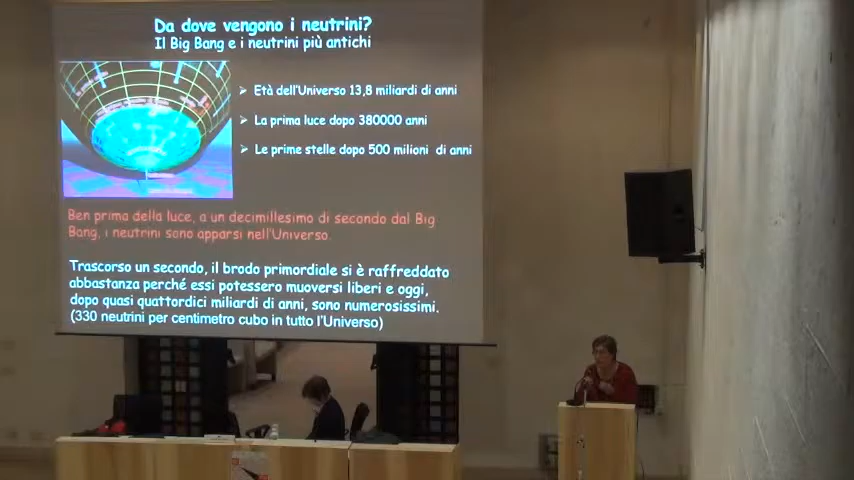 Da dove vengono i neutrini?
Il Big Bang e i neutrini più antichi
Età dell'Universo 13,8 miliardi di anni
La prima luce dopo 380000 anni
Le prime stelle dopo 500 milioni di anni
Ben prima della luce, a un decimillesimo di secondo dal Big
Bang, i neutrini sono apparsi nell'Universo.
Trascorso un secondo, il brodo primordiale si è raffreddato
abbastanza perché essi potessero muoversi liberi e oggi,
dopo quasi quattordici miliardi di anni, sono numerosissimi.
(330 neutrini per centimetro cubo in tutto l'Universo)